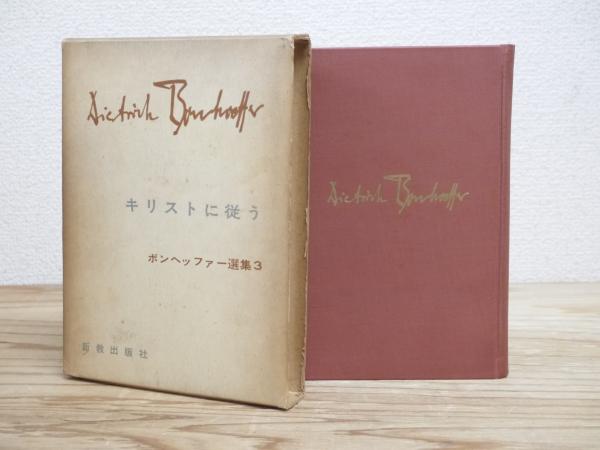 Dietrich Bonhoeffer
キリストに従う
ボンヘッファー選集3
新教出版社
Dietrich Bonhoeffer